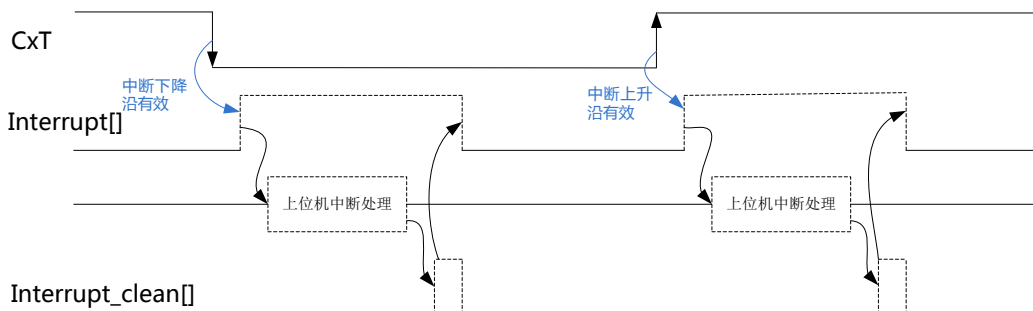 CxT
中断下降
沿有效
中断上升
沿有效
Interrupt[]
上位机中断处理
上位机中断处理
Interrupt_clean[]